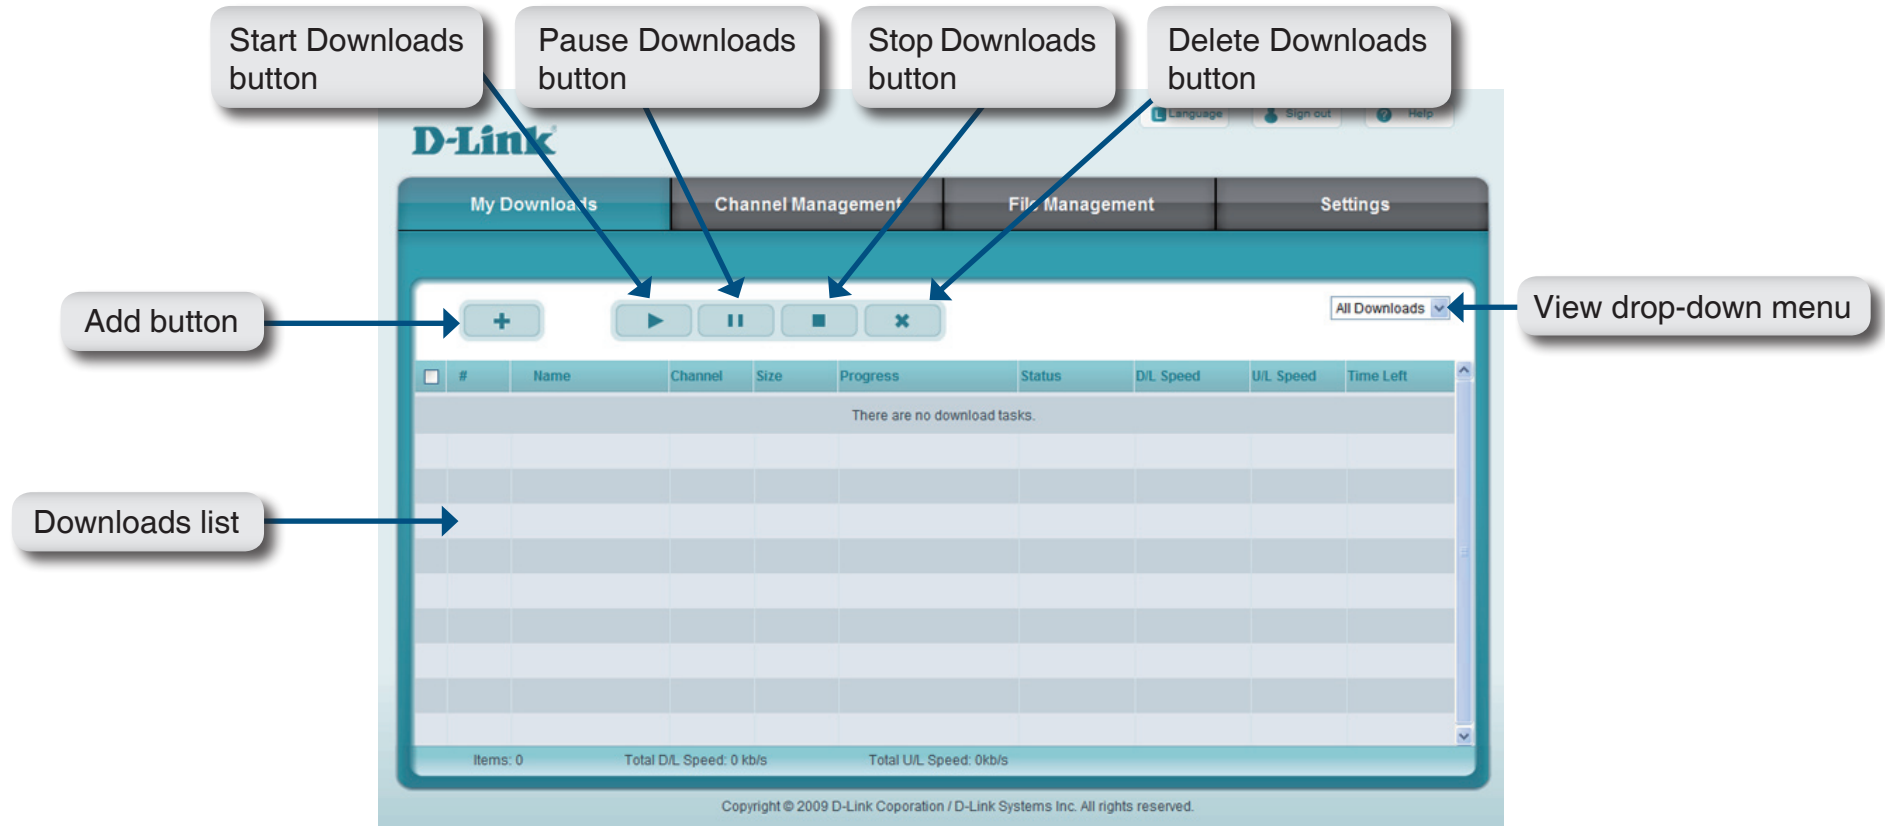 Start Downloads
button
Pause Downloads
button
Stop Downloads
button
Delete Downloads
button
D-Link
L Language
Sign out
? Help
My Downloads
Channel Management
File Management
Settings
Add button
All Downloads
View drop-down menu
# Name Channel Size Progress Status D/L Speed U/L Speed Time Left
There are no download tasks.
Downloads list
Items: 0 Total D/L Speed: 0 kb/s Total U/L Speed: 0kb/s
Copyright © 2009 D-Link Coporation / D-Link Systems Inc. All rights reserved.